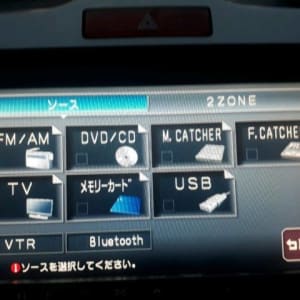 ソース 2ZONE
FM/AM DVD/CD M.CATCHER F.CATCHE
TV メモリーカード USB
VTR Bluetooth
ソースを選択してください。